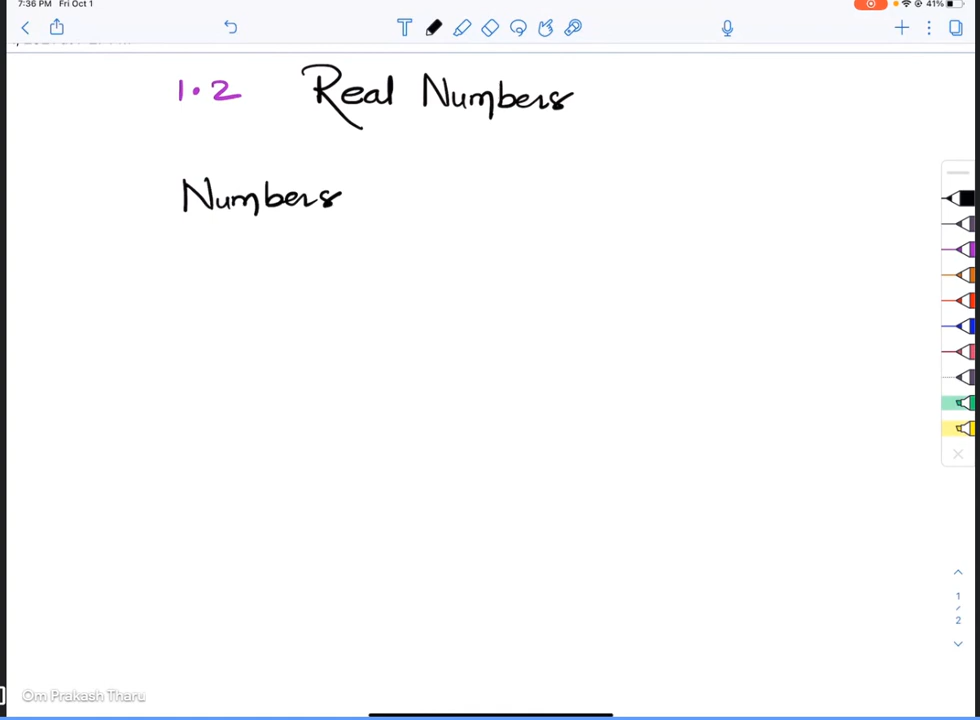 7:36 PM Fri Oct 1
41%
1.2 Real Numbers
Numbers
1
2
Om Prakash Tharu